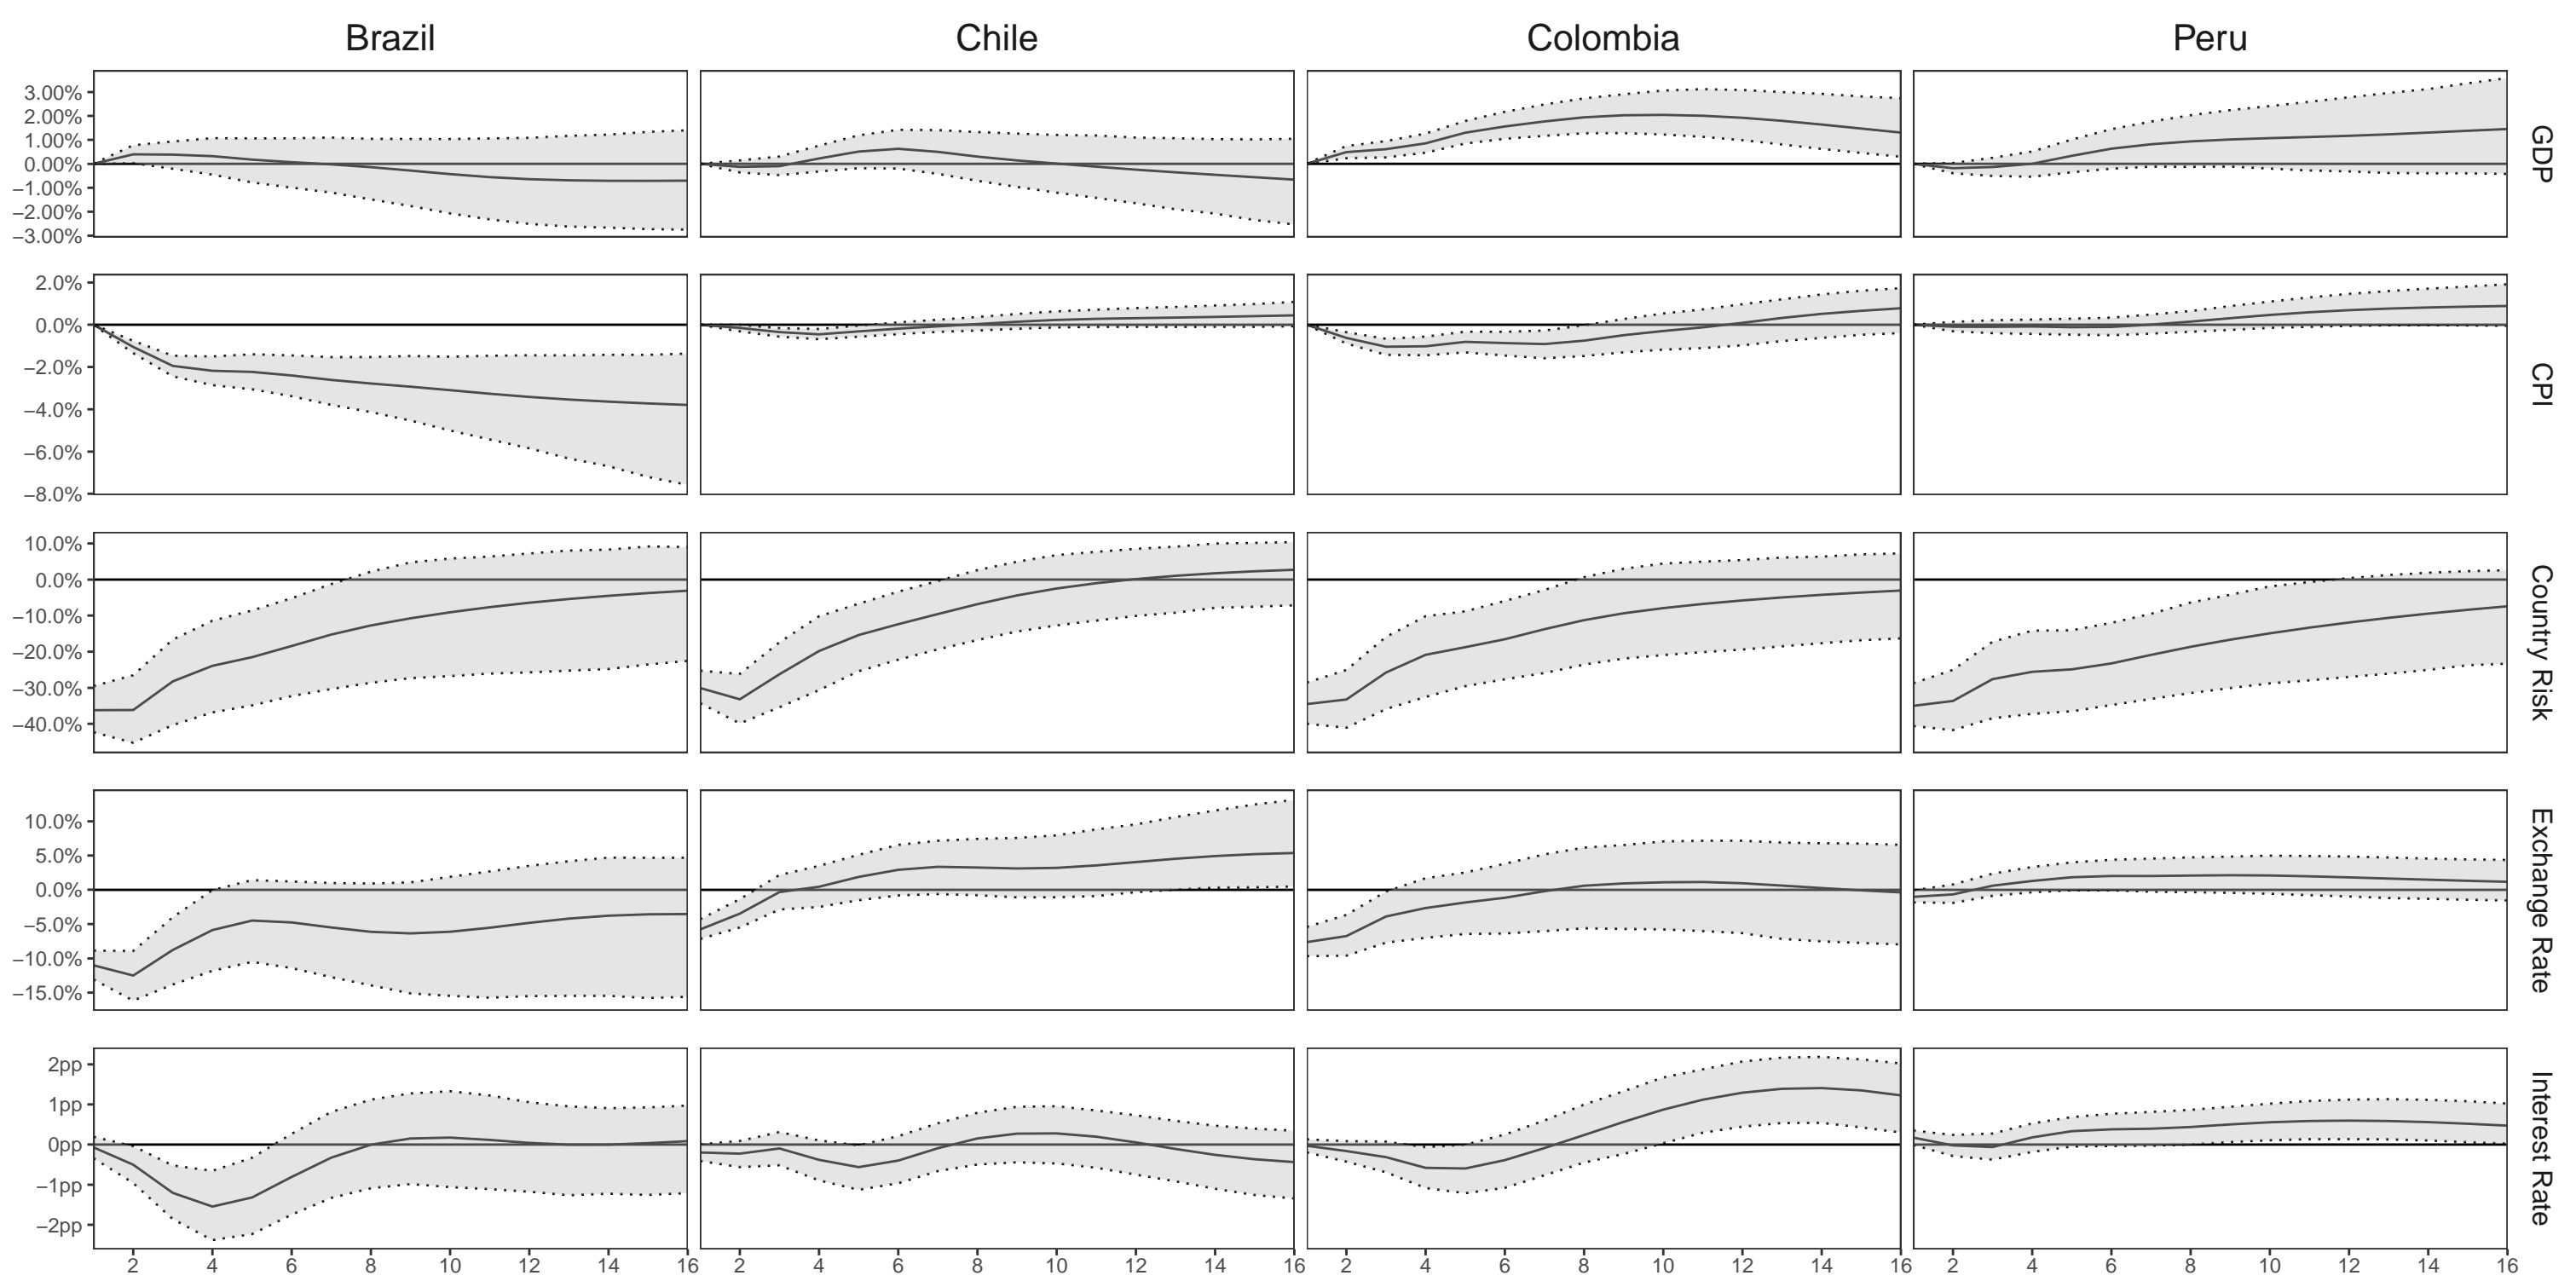 Brazil Chile Colombia Peru
3.00%
2.00%
1.00%
0.00%
−1.00%
−2.00%
−3.00%
GDP
2.0%
0.0%
−2.0%
−4.0%
−6.0%
−8.0%
CPI
10.0%
0.0%
−10.0%
−20.0%
−30.0%
−40.0%
Country Risk
10.0%
5.0%
0.0%
−5.0%
−10.0%
−15.0%
Exchange Rate
2pp
1pp
0pp
−1pp
−2pp
Interest Rate
2 4 6 8 10 12 14 16 2 4 6 8 10 12 14 16 2 4 6 8 10 12 14 16 2 4 6 8 10 12 14 16